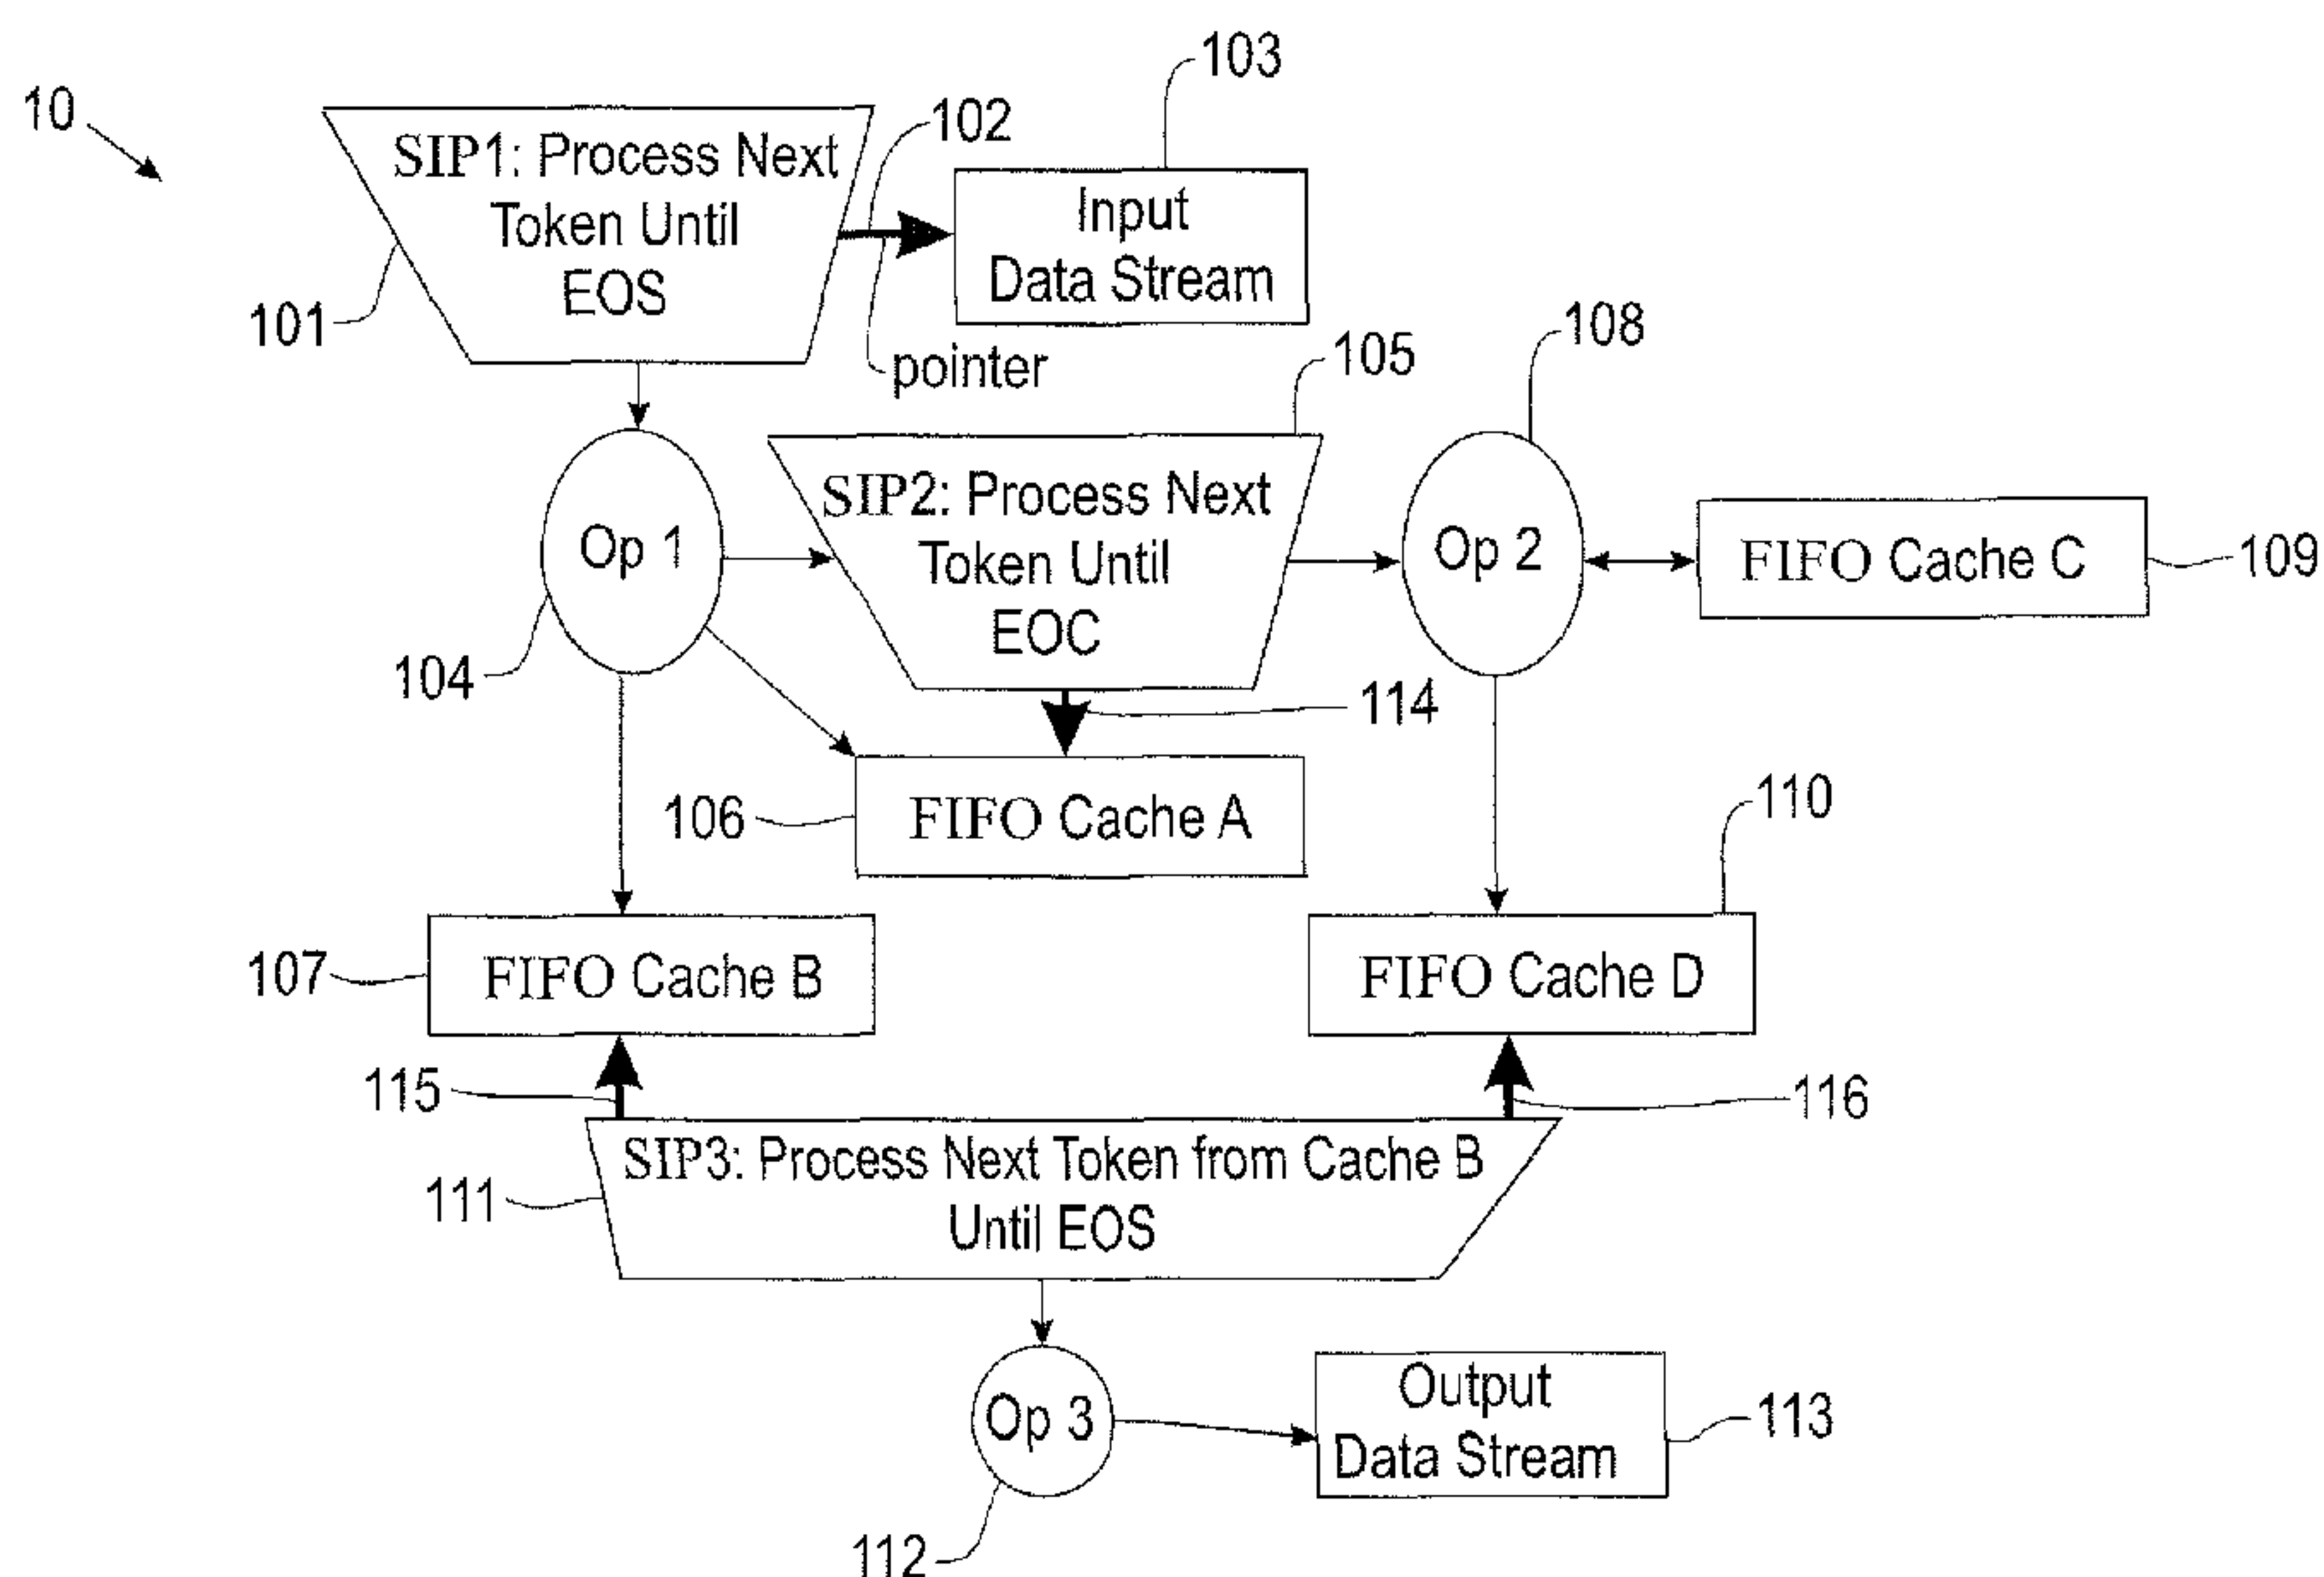 103
10
102
SIP1: Process Next
Token Until
EOS
Input
Data Stream
101
pointer
108
105
SIP2: Process Next
Token Until
EOC
Op 1
Op 2
FIFO Cache C
109
104
114
106
FIFO Cache A
110
107
FIFO Cache B
FIFO Cache D
115
116
SIP3: Process Next Token from Cache B
Until EOS
111
Op 3
Output
Data Stream
113
112